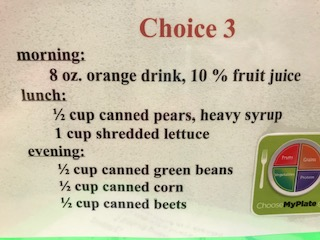 Choice 3
morning:
8 oz. orange drink, 10 % fruit juice
lunch:
½ cup canned pears, heavy syrup
1 cup shredded lettuce
evening:
½ cup canned green beans
½ cup canned corn
½ cup canned beets
Fruits
Grains
Vegetables
Protein
ChooseMyPlate